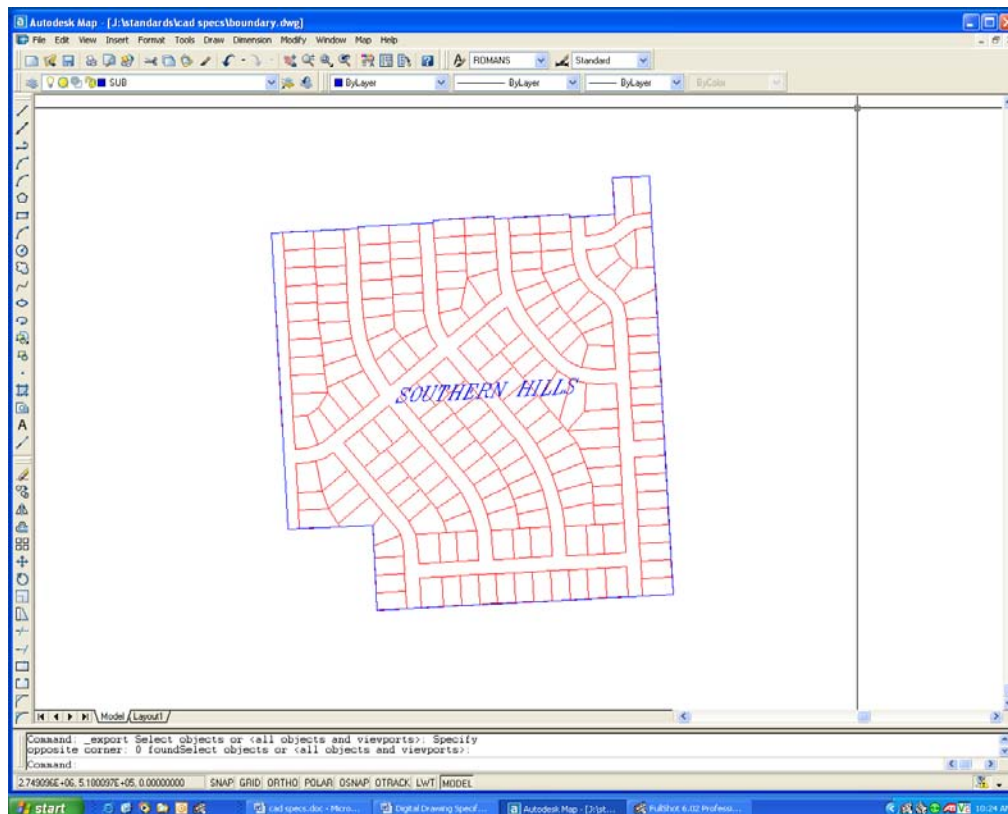 Autodesk Map - [J:\standards\cad specs\boundary.dwg]
File Edit View Insert Format Tools Draw Dimension Modify Window Map Help
ROMANS Standard
SUB ByLayer ByLayer ByLayer ByColor
SOUTHERN HILLS
Model Layout1
Command: _export Select objects or <all objects and viewports>: Specify
opposite corner: 0 foundSelect objects or <all objects and viewports>:
Command:
2.749096E+06, 5.180097E+05, 0.00000000 SNAP GRID ORTHO POLAR OSNAP OTRACK LWT MODEL
start cad specs.doc - Micro... Digital Drawing Specif... Autodesk Map - [J:\st... FullShot 6.02 Professi... 10:24 AM